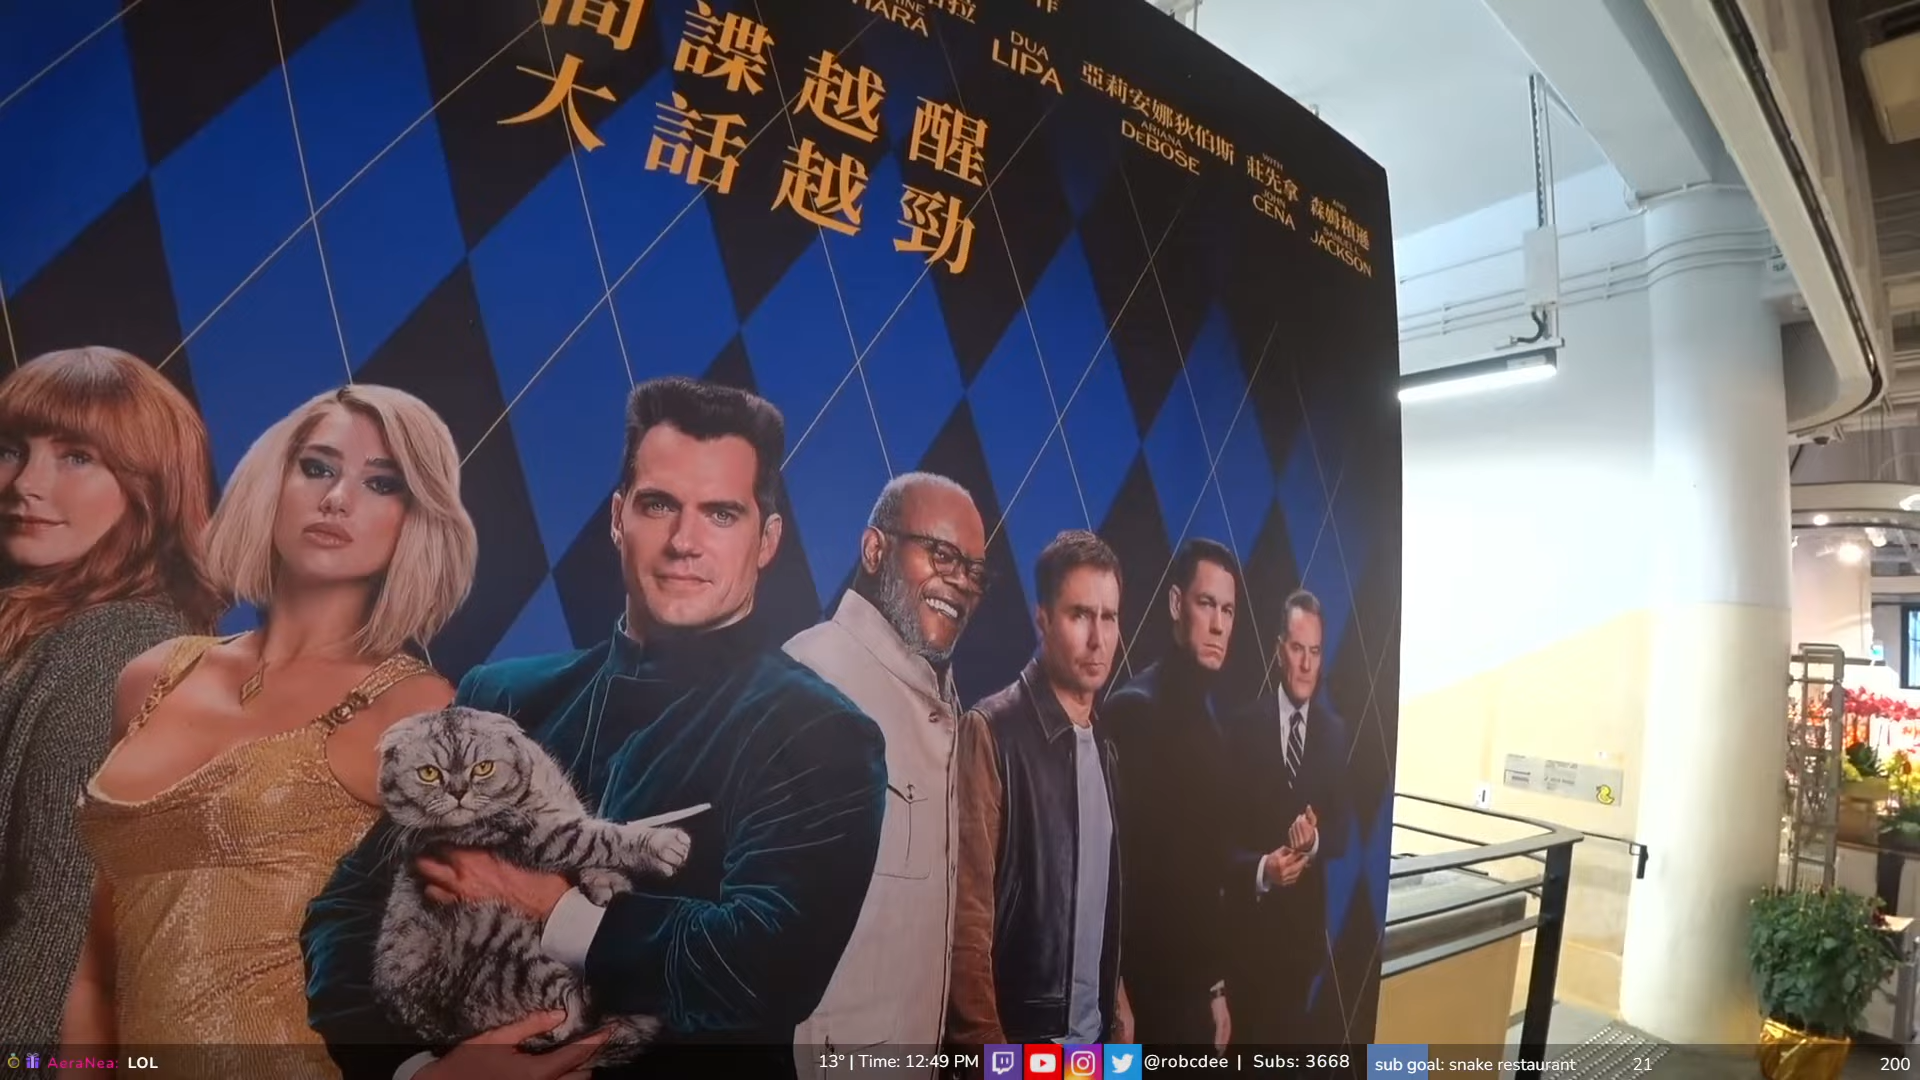 DUA
LIPA
亞莉安娜狄伯斯
ARIANA
DEBOSE
WITH
莊先拿
JOHN
CENA
AND
森姆積遜
SAMUEL L.
JACKSON
間諜越醒
大話越勁
AeraNea: LOL
13° | Time: 12:49 PM @robcdee | Subs: 3668 sub goal: snake restaurant 21 200